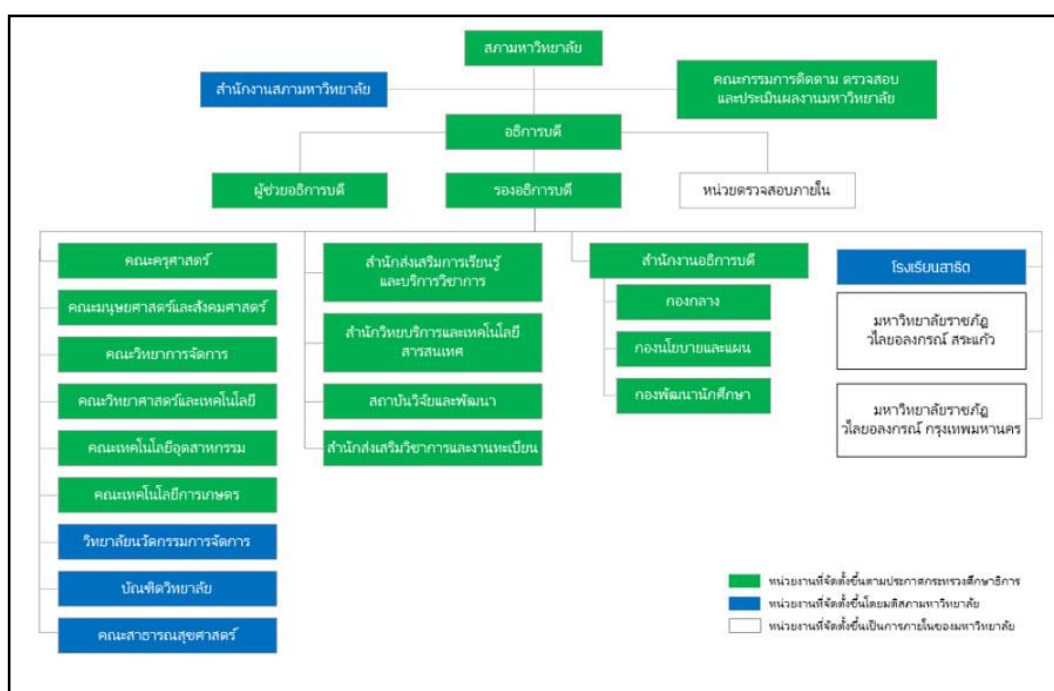 สภามหาวิทยาลัย
สำนักงานสภามหาวิทยาลัย
คณะกรรมการติดตาม ตรวจสอบ
และประเมินผลงานมหาวิทยาลัย
อธิการบดี
ผู้ช่วยอธิการบดี
รองอธิการบดี
หน่วยตรวจสอบภายใน
คณะครุศาสตร์
คณะมนุษยศาสตร์และสังคมศาสตร์
คณะวิทยาการจัดการ
คณะวิทยาศาสตร์และเทคโนโลยี
คณะเทคโนโลยีอุตสาหกรรม
คณะเทคโนโลยีการเกษตร
วิทยาลัยนวัตกรรมการจัดการ
บัณฑิตวิทยาลัย
คณะสาธารณสุขศาสตร์
สำนักส่งเสริมการเรียนรู้
และบริการวิชาการ
สำนักวิทยบริการและเทคโนโลยี
สารสนเทศ
สถาบันวิจัยและพัฒนา
สำนักส่งเสริมวิชาการและงานทะเบียน
สำนักงานอธิการบดี
กองกลาง
กองนโยบายและแผน
กองพัฒนานักศึกษา
โรงเรียนสาธิต
มหาวิทยาลัยราชภัฏ
วไลยอลงกรณ์ สระแก้ว
มหาวิทยาลัยราชภัฏ
วไลยอลงกรณ์ กรุงเทพมหานคร
หน่วยงานที่จัดตั้งขึ้นตามประกาศกระทรวงศึกษาธิการ
หน่วยงานที่จัดตั้งขึ้นโดยมติสภามหาวิทยาลัย
หน่วยงานที่จัดตั้งขึ้นเป็นการภายในของมหาวิทยาลัย